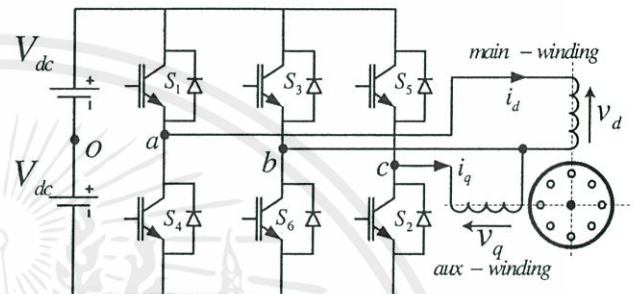 V_dc
+
-
o
V_dc
+
-
S_1
S_3
S_5
a
b
c
S_4
S_6
S_2
main - winding
i_d
v_d
i_q
v_q
aux - winding